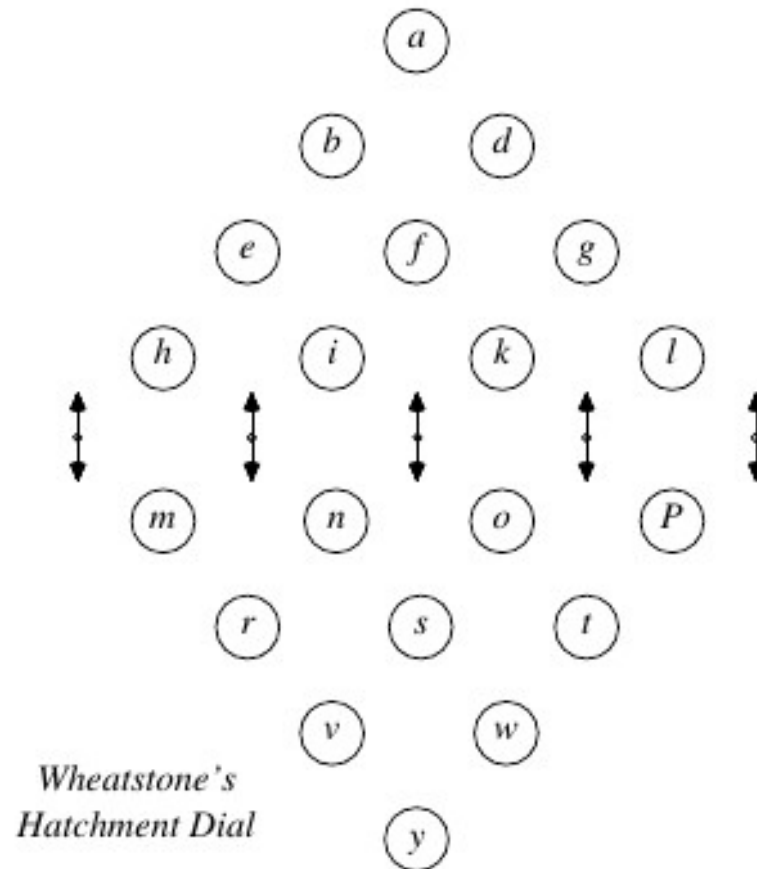 a
b d
e f g
h i k l
m n o P
r s t
v w
y
Wheatstone's
Hatchment Dial